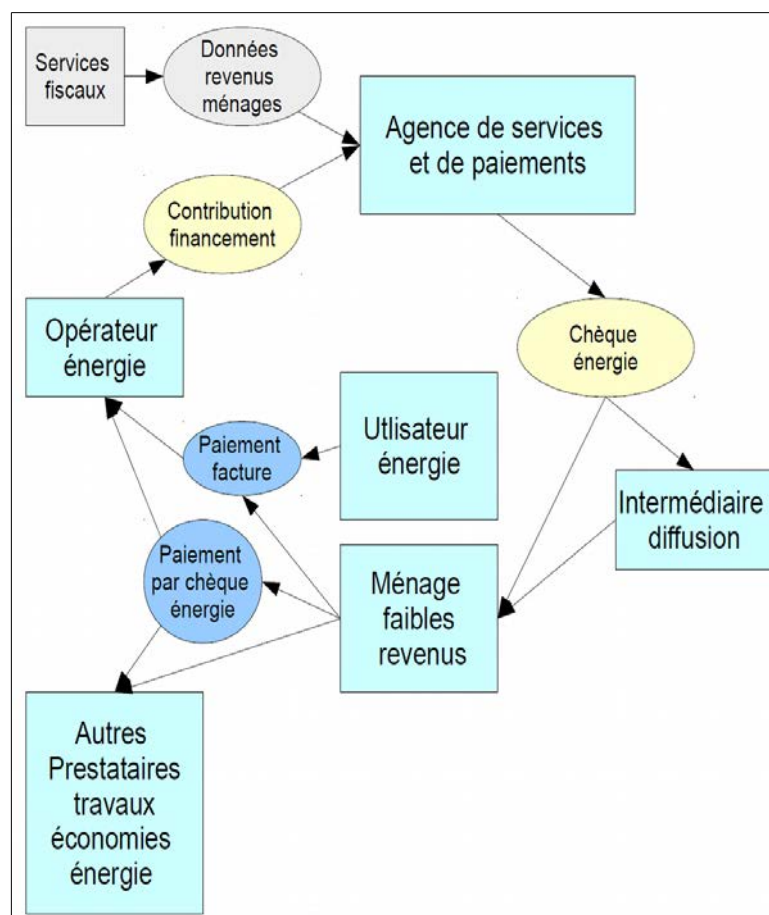 Services
fiscaux
Données
revenus
ménages
Agence de services
et de paiements
Contribution
financement
Opérateur
énergie
Chèque
énergie
Utlisateur
énergie
Paiement
facture
Intermédiaire
diffusion
Paiement
par chèque
énergie
Ménage
faibles
revenus
Autres
Prestataires
travaux
économies
énergie